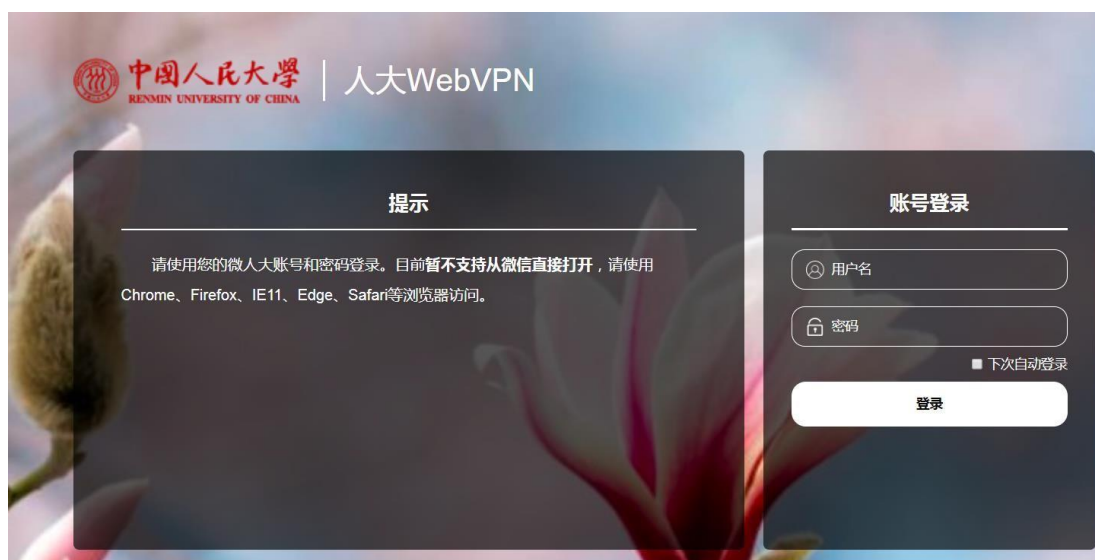 中国人民大學
RENMIN UNIVERSITY OF CHINA
人大WebVPN
提示
请使用您的微人大账号和密码登录。目前暂不支持从微信直接打开，请使用
Chrome、Firefox、IE11、Edge、Safari等浏览器访问。
账号登录
用户名
密码
下次自动登录
登录